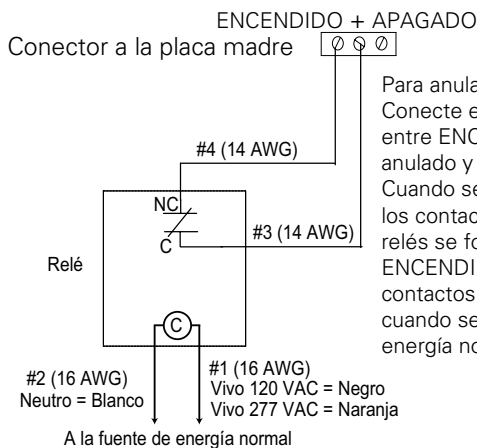 ENCENDIDO + APAGADO
Conector a la placa madre
Para anula
Conecte e
entre ENC
anulado y
Cuando se
los contac
relés se fo
ENCENDI
contactos
cuando se
energía no
#4 (14 AWG)
NC
C
#3 (14 AWG)
Relé
C
#2 (16 AWG)
Neutro = Blanco
#1 (16 AWG)
Vivo 120 VAC = Negro
Vivo 277 VAC = Naranja
A la fuente de energía normal